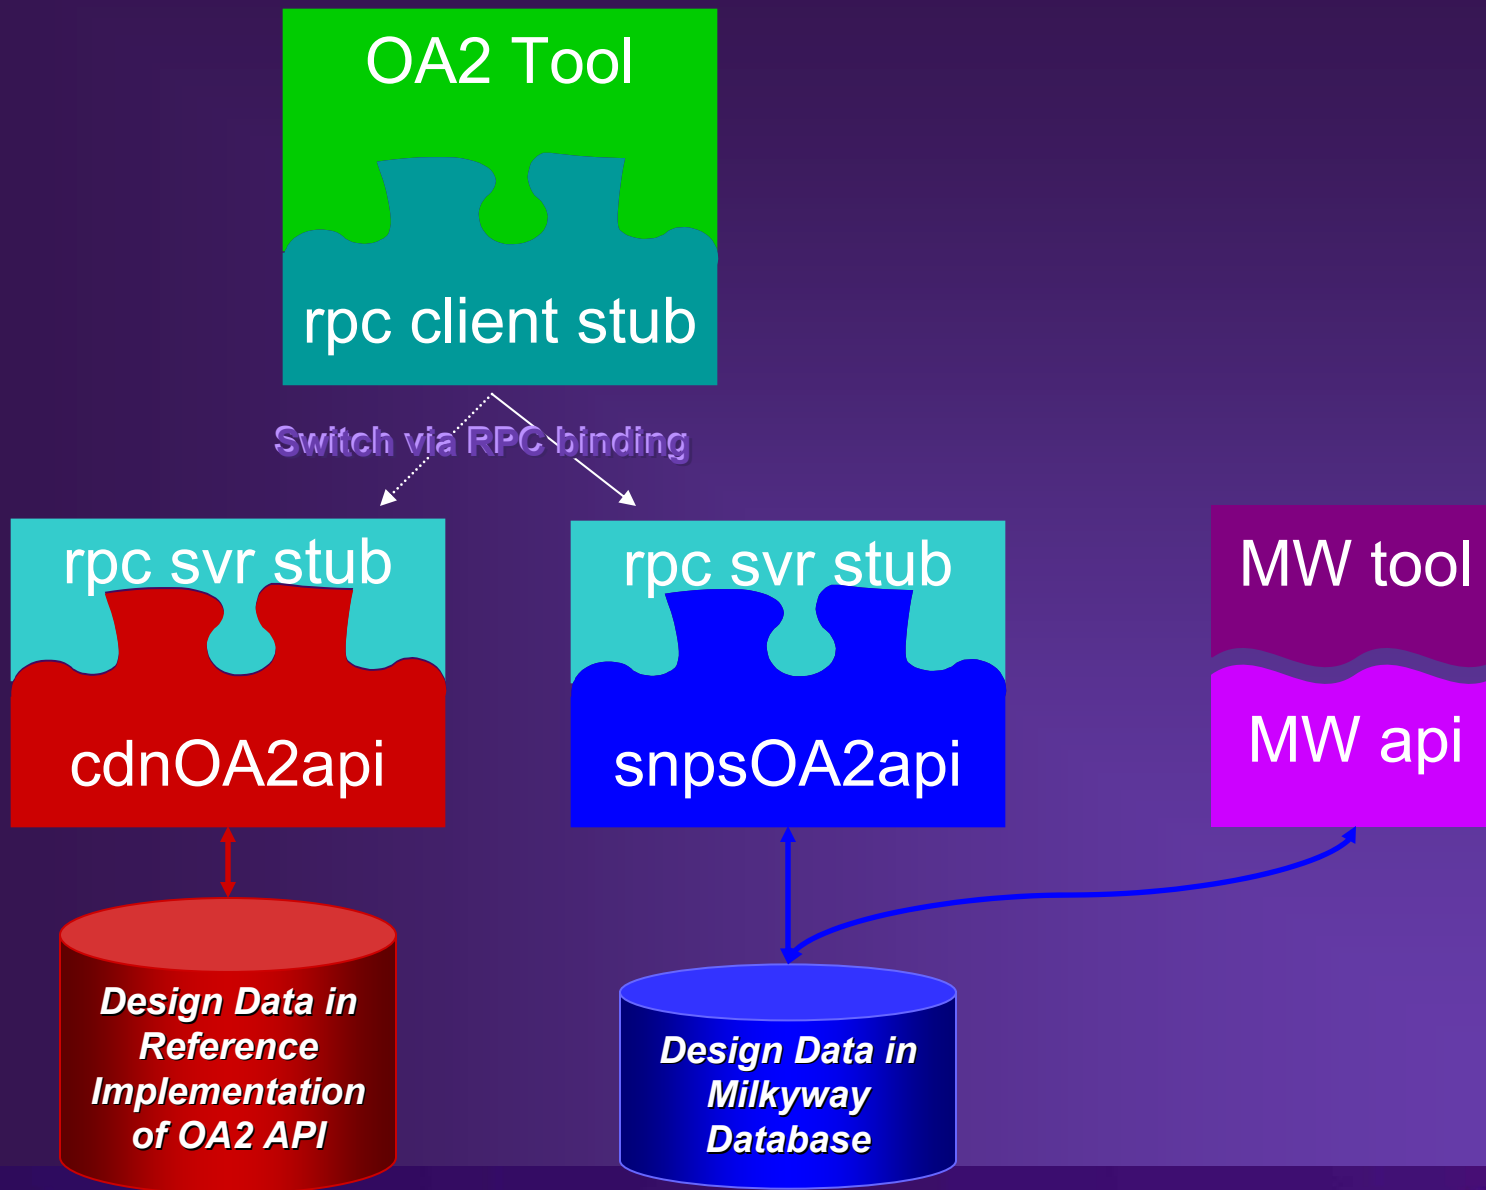 OA2 Tool
rpc client stub
Switch via RPC binding
rpc svr stub
cdnOA2api
rpc svr stub
snpsOA2api
MW tool
MW api
Design Data in
Reference
Implementation
of OA2 API
Design Data in
Milkyway
Database